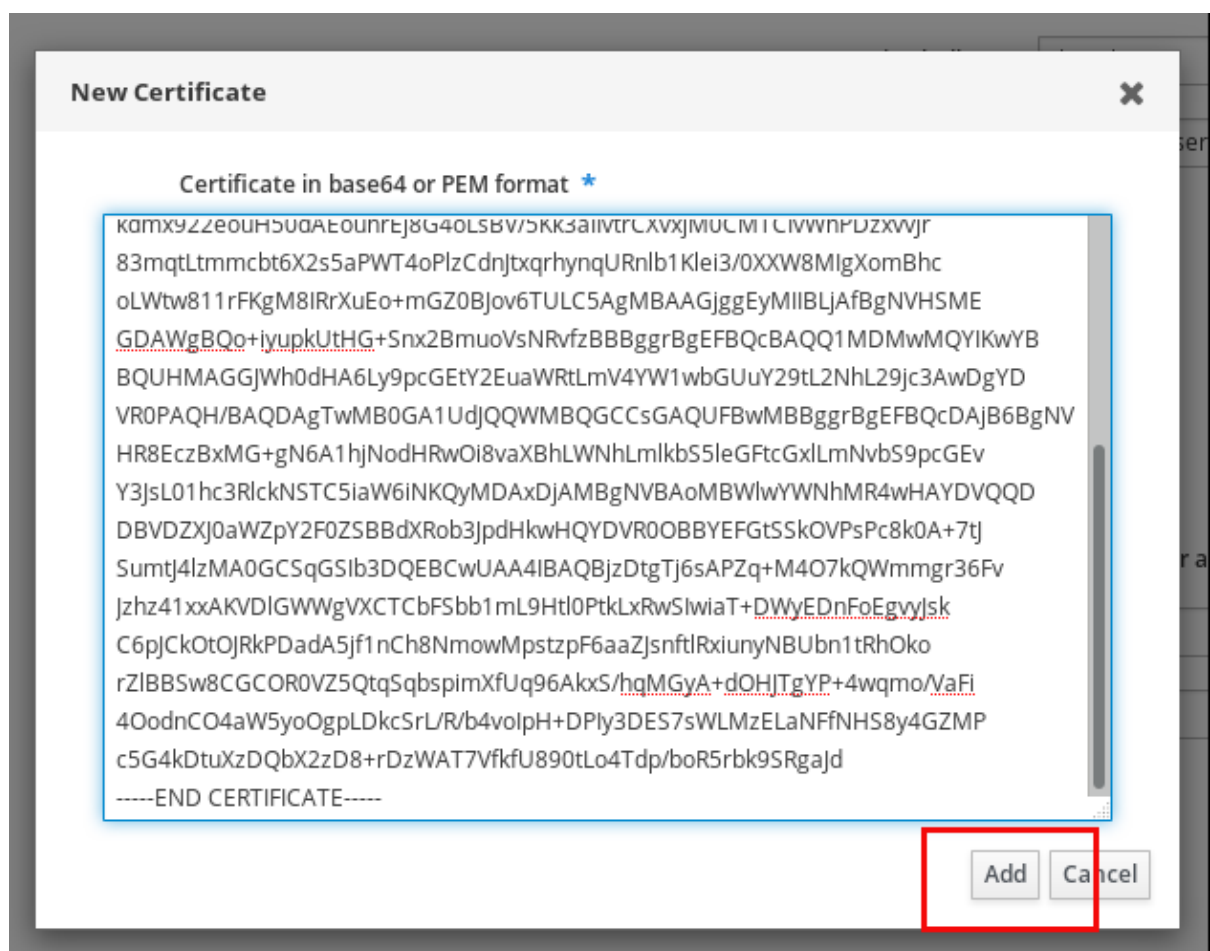 New Certificate
ser
Certificate in base64 or PEM format *
83mqtLtmmcbt6X2s5aPWT4oPlzCdnJtxqrhynqURnlb1Klei3/0XXW8MIgXomBhc
oLWtw811rFKgM8IRrXuEo+mGZ0BJov6TULC5AgMBAAGjggEyMIIBLjAfBgNVHSME
GDAWgBQo+iyupkUtHG+Snx2BmuoVsNRvfzBBBggrBgEFBQcBAQQ1MDMwMQYIKwYB
BQUHMAGGJWh0dHA6Ly9pcGEtY2EuaWRtLmV4YW1wbGUuY29tL2NhL29jc3AwDgYD
VR0PAQH/BAQDAgTwMB0GA1UdJQQWMBQGCCsGAQUFBwMBBggrBgEFBQcDAjB6BgNV
HR8EczBxMG+gN6A1hjNodHRwOi8vaXBhLWNhLmlkbS5leGFtcGxlLmNvbS9pcGEv
Y3JsL01hc3RlckNSTC5iaW6iNKQyMDAxDjAMBgNVBAoMBWlwYWNhMR4wHAYDVQQD
DBVDZXJ0aWZpY2F0ZSBBdXRob3JpdHkwHQYDVR0OBBYEFGtSSkOVPsPc8k0A+7tJ
SumtJ4lzMA0GCSqGSIb3DQEBCwUAA4IBAQBjzDtgTj6sAPZq+M4O7kQWmmgr36Fv
Jzhz41xxAKVDlGWWgVXCTCbFSbb1mL9Htl0PtkLxRwSIwiaT+DWyEDnFoEgvyJsk
C6pJCkOtOJRkPDadA5jf1nCh8NmowMpstzpF6aaZJsnftlRxiunyNBUbn1tRhOko
rZlBBSw8CGCOR0VZ5QtqSqbspimXfUq96AkxS/hqMGyA+dOHJTgYP+4wqmo/VaFi
4OodnCO4aW5yoOgpLDkcSrL/R/b4voIpH+DPIy3DES7sWLMzELaNFfNHS8y4GZMP
c5G4kDtuXzDQbX2zD8+rDzWAT7VfkfU890tLo4Tdp/boR5rbk9SRgaJd
-----END CERTIFICATE-----
r a
Add Cancel